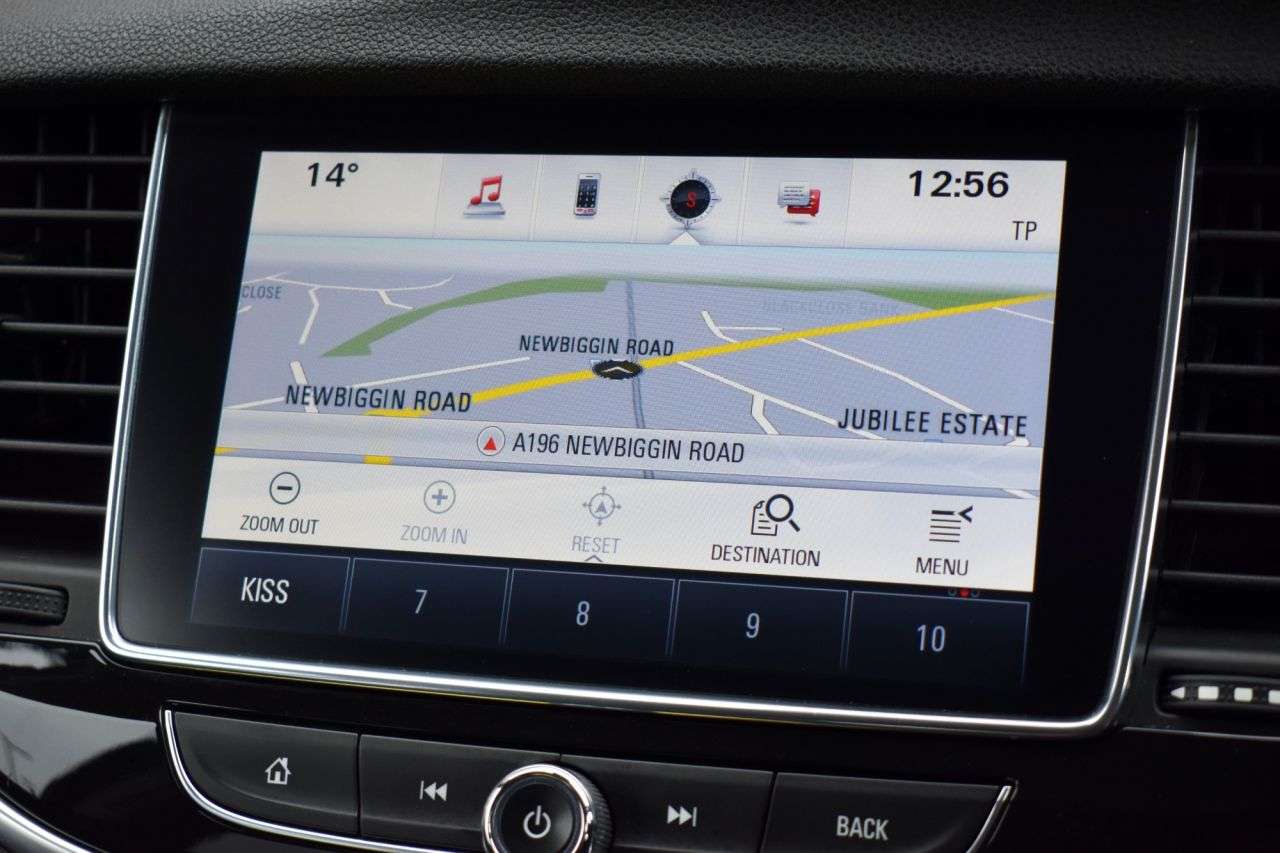 14°
S
12:56
TP
CLOSE
NEWBIGGIN ROAD
NEWBIGGIN ROAD
JUBILEE ESTATE
A196 NEWBIGGIN ROAD
ZOOM OUT
ZOOM IN
RESET
DESTINATION
MENU
KISS
7
8
9
10
BACK